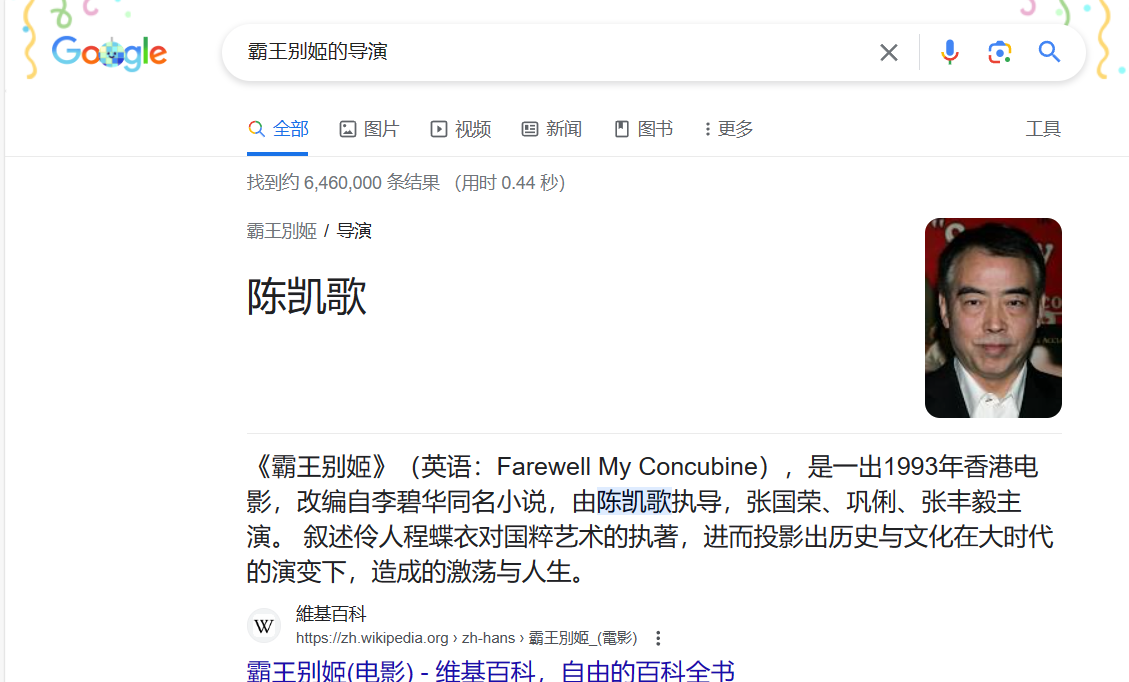 Google
霸王别姬的导演
全部 图片 视频 新闻 图书 更多 工具
找到约 6,460,000 条结果 （用时 0.44 秒）
霸王別姬 / 导演
陈凯歌
《霸王别姬》（英语：Farewell My Concubine），是一出1993年香港电
影，改编自李碧华同名小说，由陈凯歌执导，张国荣、巩俐、张丰毅主
演。 叙述伶人程蝶衣对国粹艺术的执著，进而投影出历史与文化在大时代
的演变下，造成的激荡与人生。
W
維基百科
https://zh.wikipedia.org › zh-hans › 霸王別姬_(電影)
霸王别姬(电影) - 维基百科，自由的百科全书